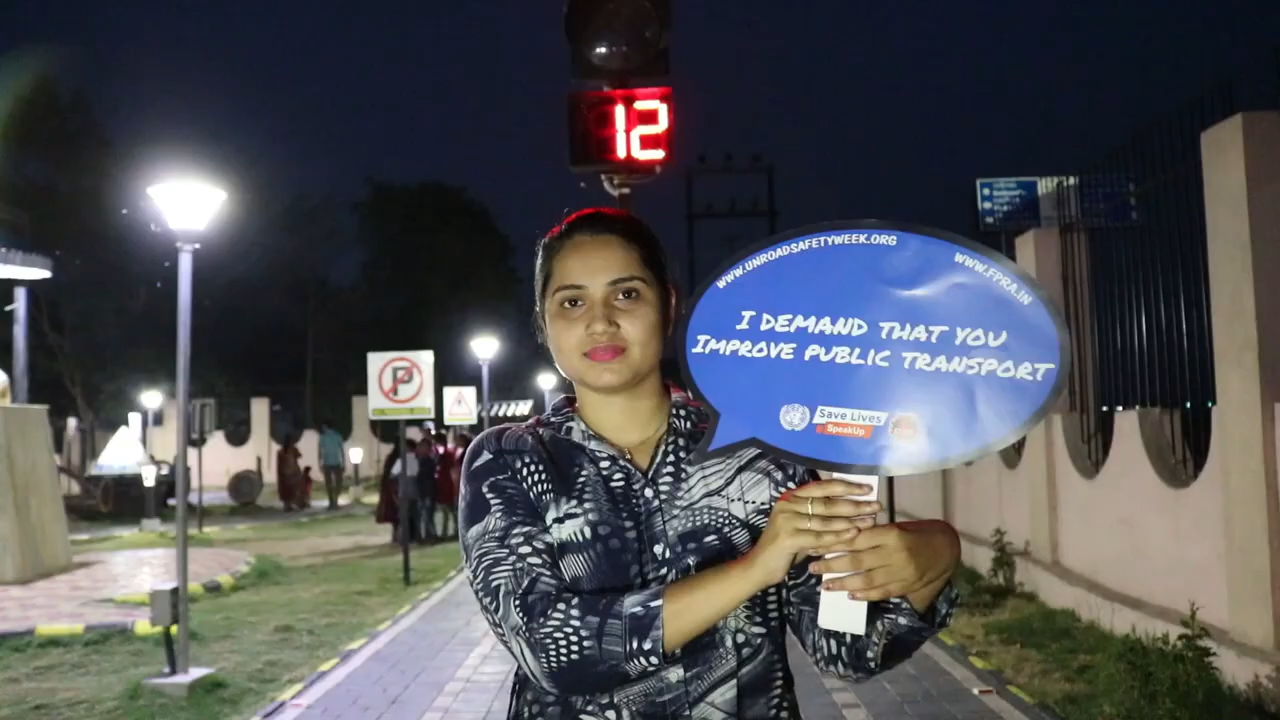 12
WWW.UNROADSAFETYWEEK.ORG
WWW.FPRA.IN
I DEMAND THAT YOU
IMPROVE PUBLIC TRANSPORT
Save Lives
SpeakUp
P